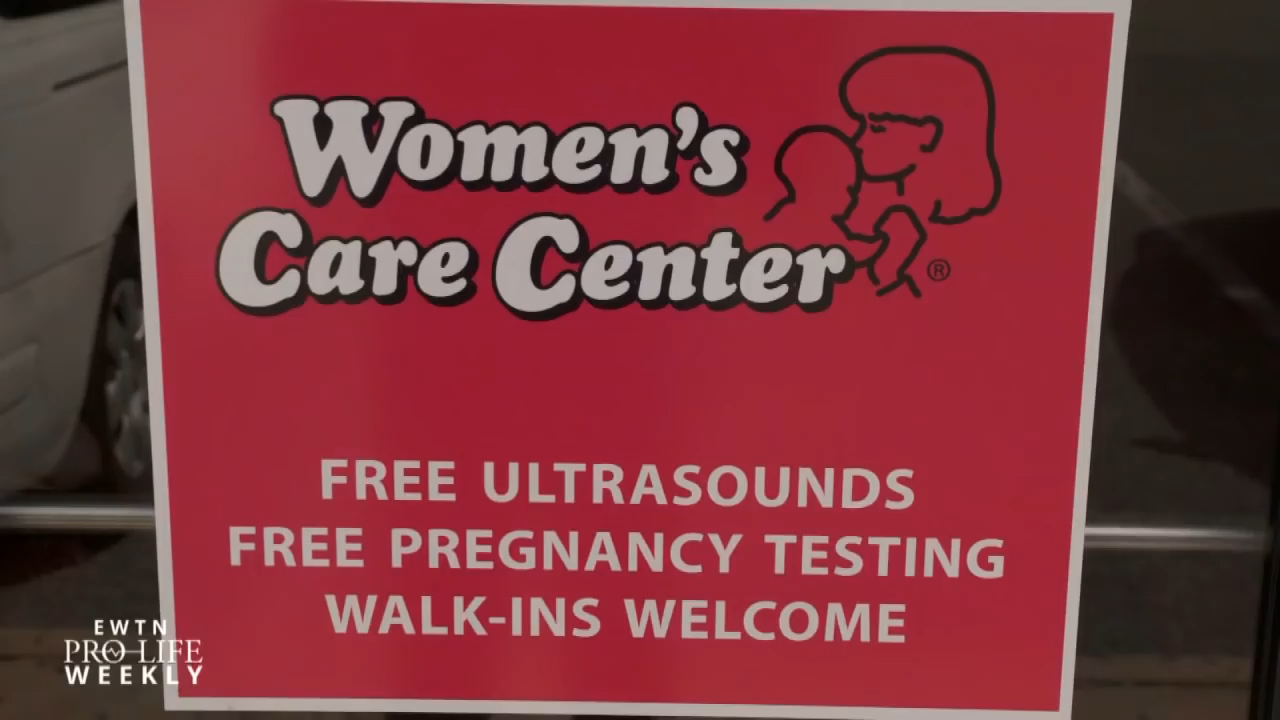 Women's
Care Center
®
FREE ULTRASOUNDS
FREE PREGNANCY TESTING
WALK-INS WELCOME
EWTN
PRO-LIFE
WEEKLY